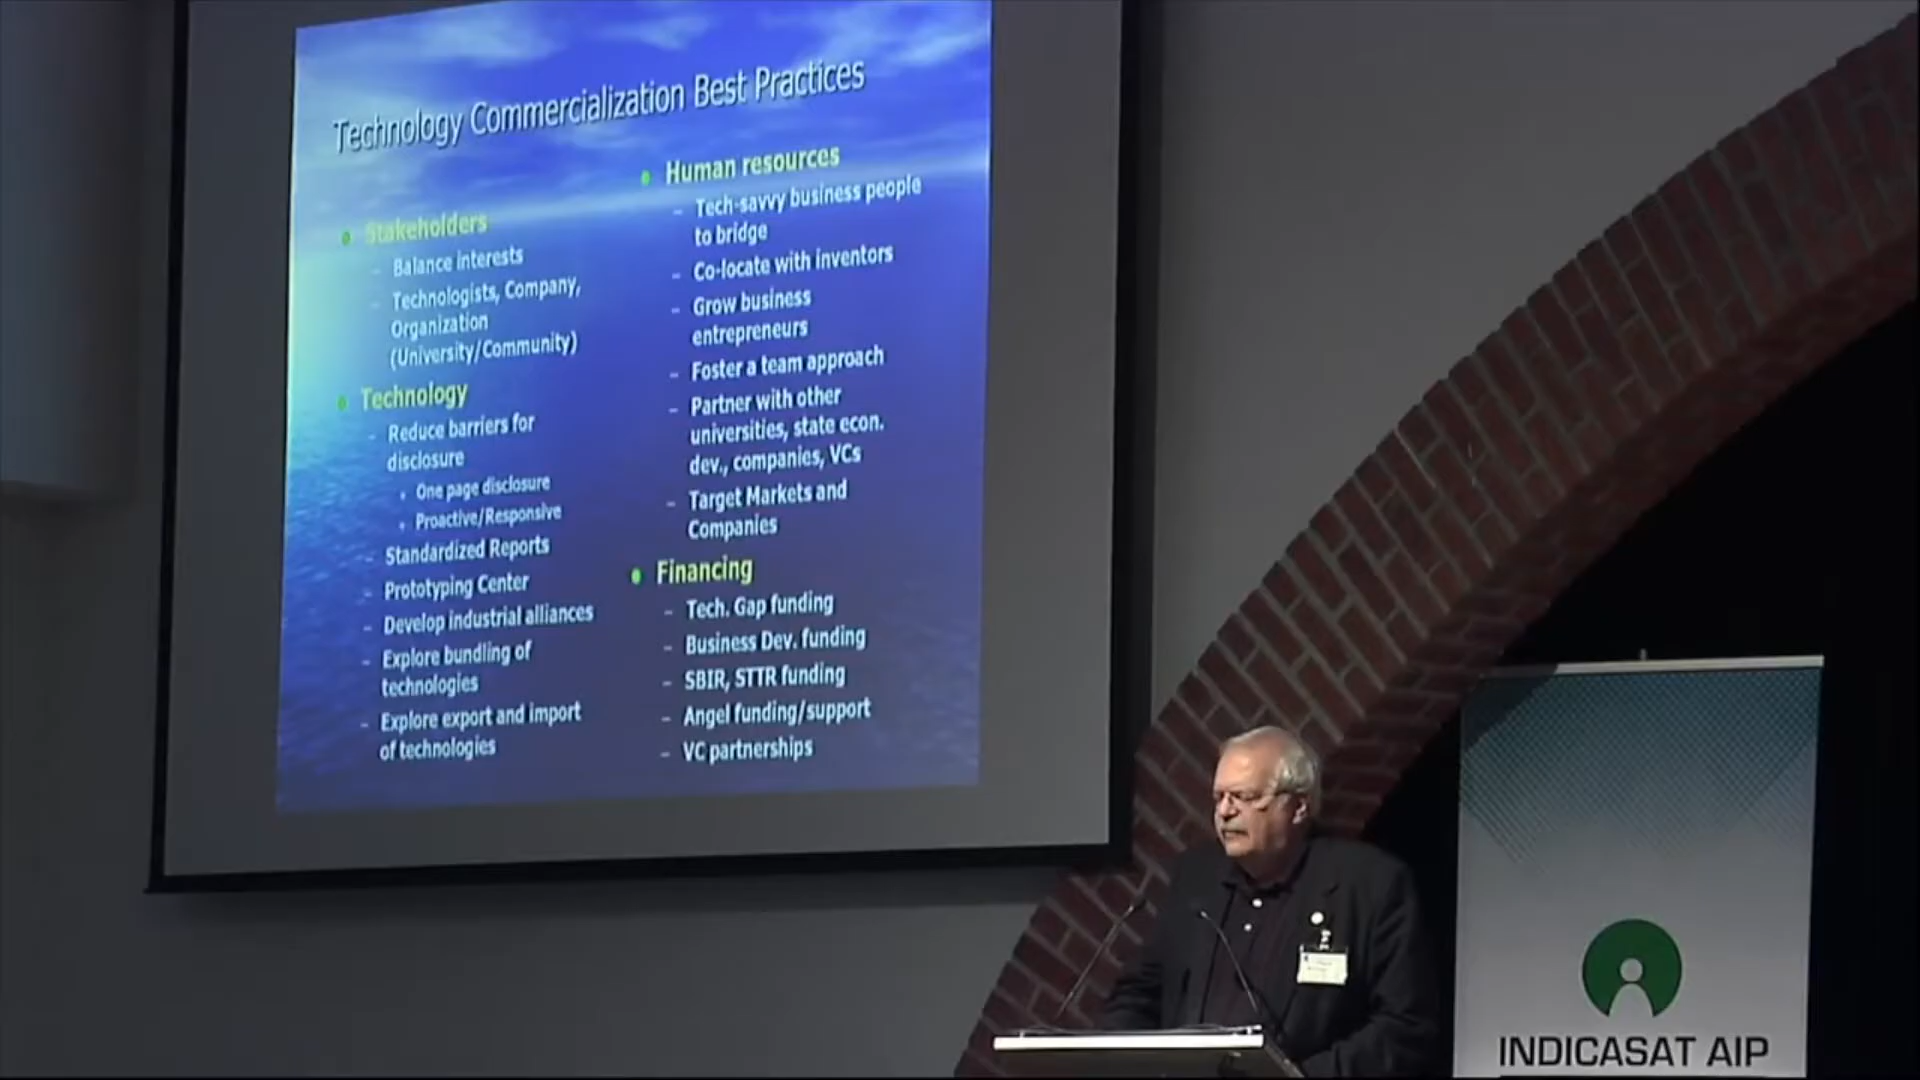 Technology Commercialization Best Practices
• Stakeholders
– Balance interests
– Technologists, Company,
Organization
(University/Community)
• Technology
– Reduce barriers for
disclosure
• One page disclosure
• Proactive/Responsive
– Standardized Reports
– Prototyping Center
– Develop industrial alliances
– Explore bundling of
technologies
– Explore export and import
of technologies
• Human resources
– Tech-savvy business people
to bridge
– Co-locate with inventors
– Grow business
entrepreneurs
– Foster a team approach
– Partner with other
universities, state econ.
dev., companies, VCs
– Target Markets and
Companies
• Financing
– Tech. Gap funding
– Business Dev. funding
– SBIR, STTR funding
– Angel funding/support
– VC partnerships
INDICASAT AIP